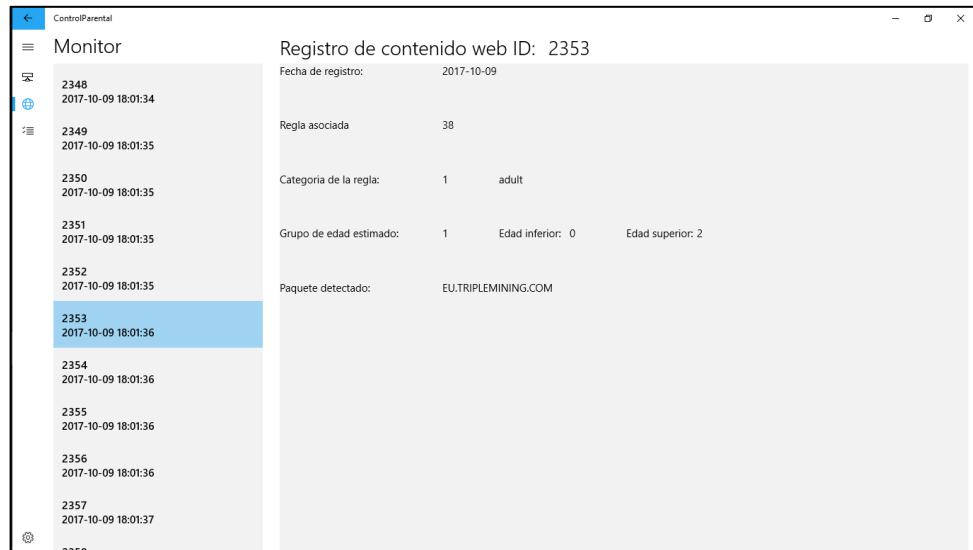 ControlParental
Monitor
2348
2017-10-09 18:01:34
2349
2017-10-09 18:01:35
2350
2017-10-09 18:01:35
2351
2017-10-09 18:01:35
2352
2017-10-09 18:01:35
2353
2017-10-09 18:01:36
2354
2017-10-09 18:01:36
2355
2017-10-09 18:01:36
2356
2017-10-09 18:01:36
2357
2017-10-09 18:01:37
Registro de contenido web ID: 2353
Fecha de registro: 2017-10-09
Regla asociada 38
Categoria de la regla: 1 adult
Grupo de edad estimado: 1 Edad inferior: 0 Edad superior: 2
Paquete detectado: EU.TRIPLEMINING.COM